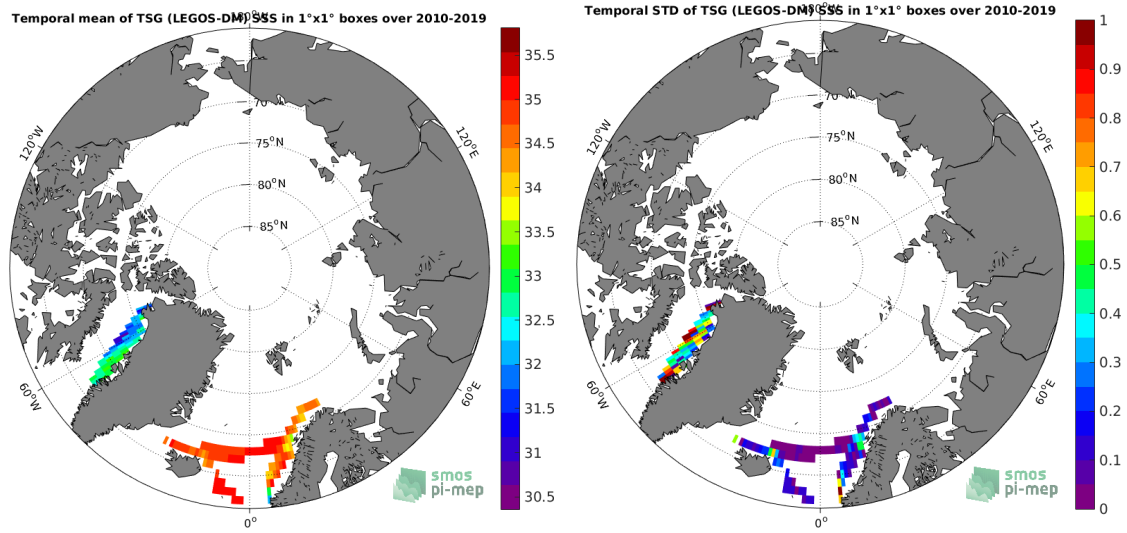 Temporal mean of TSG (LEGOS-DM) SSS in 1°x1° boxes over 2010-2019
180°W
120°W
120°E
70
75°N
80°N
85°N
60°W
60°E
0°
35.5
35
34.5
34
33.5
33
32.5
32
31.5
31
30.5
smos
pi-mep
Temporal STD of TSG (LEGOS-DM) SSS in 1°x1° boxes over 2010-2019
180°W
120°W
120°E
70°N
75°N
80°N
85°N
60°W
60°E
0°
1
0.9
0.8
0.7
0.6
0.5
0.4
0.3
0.2
0.1
0
smos
pi-mep